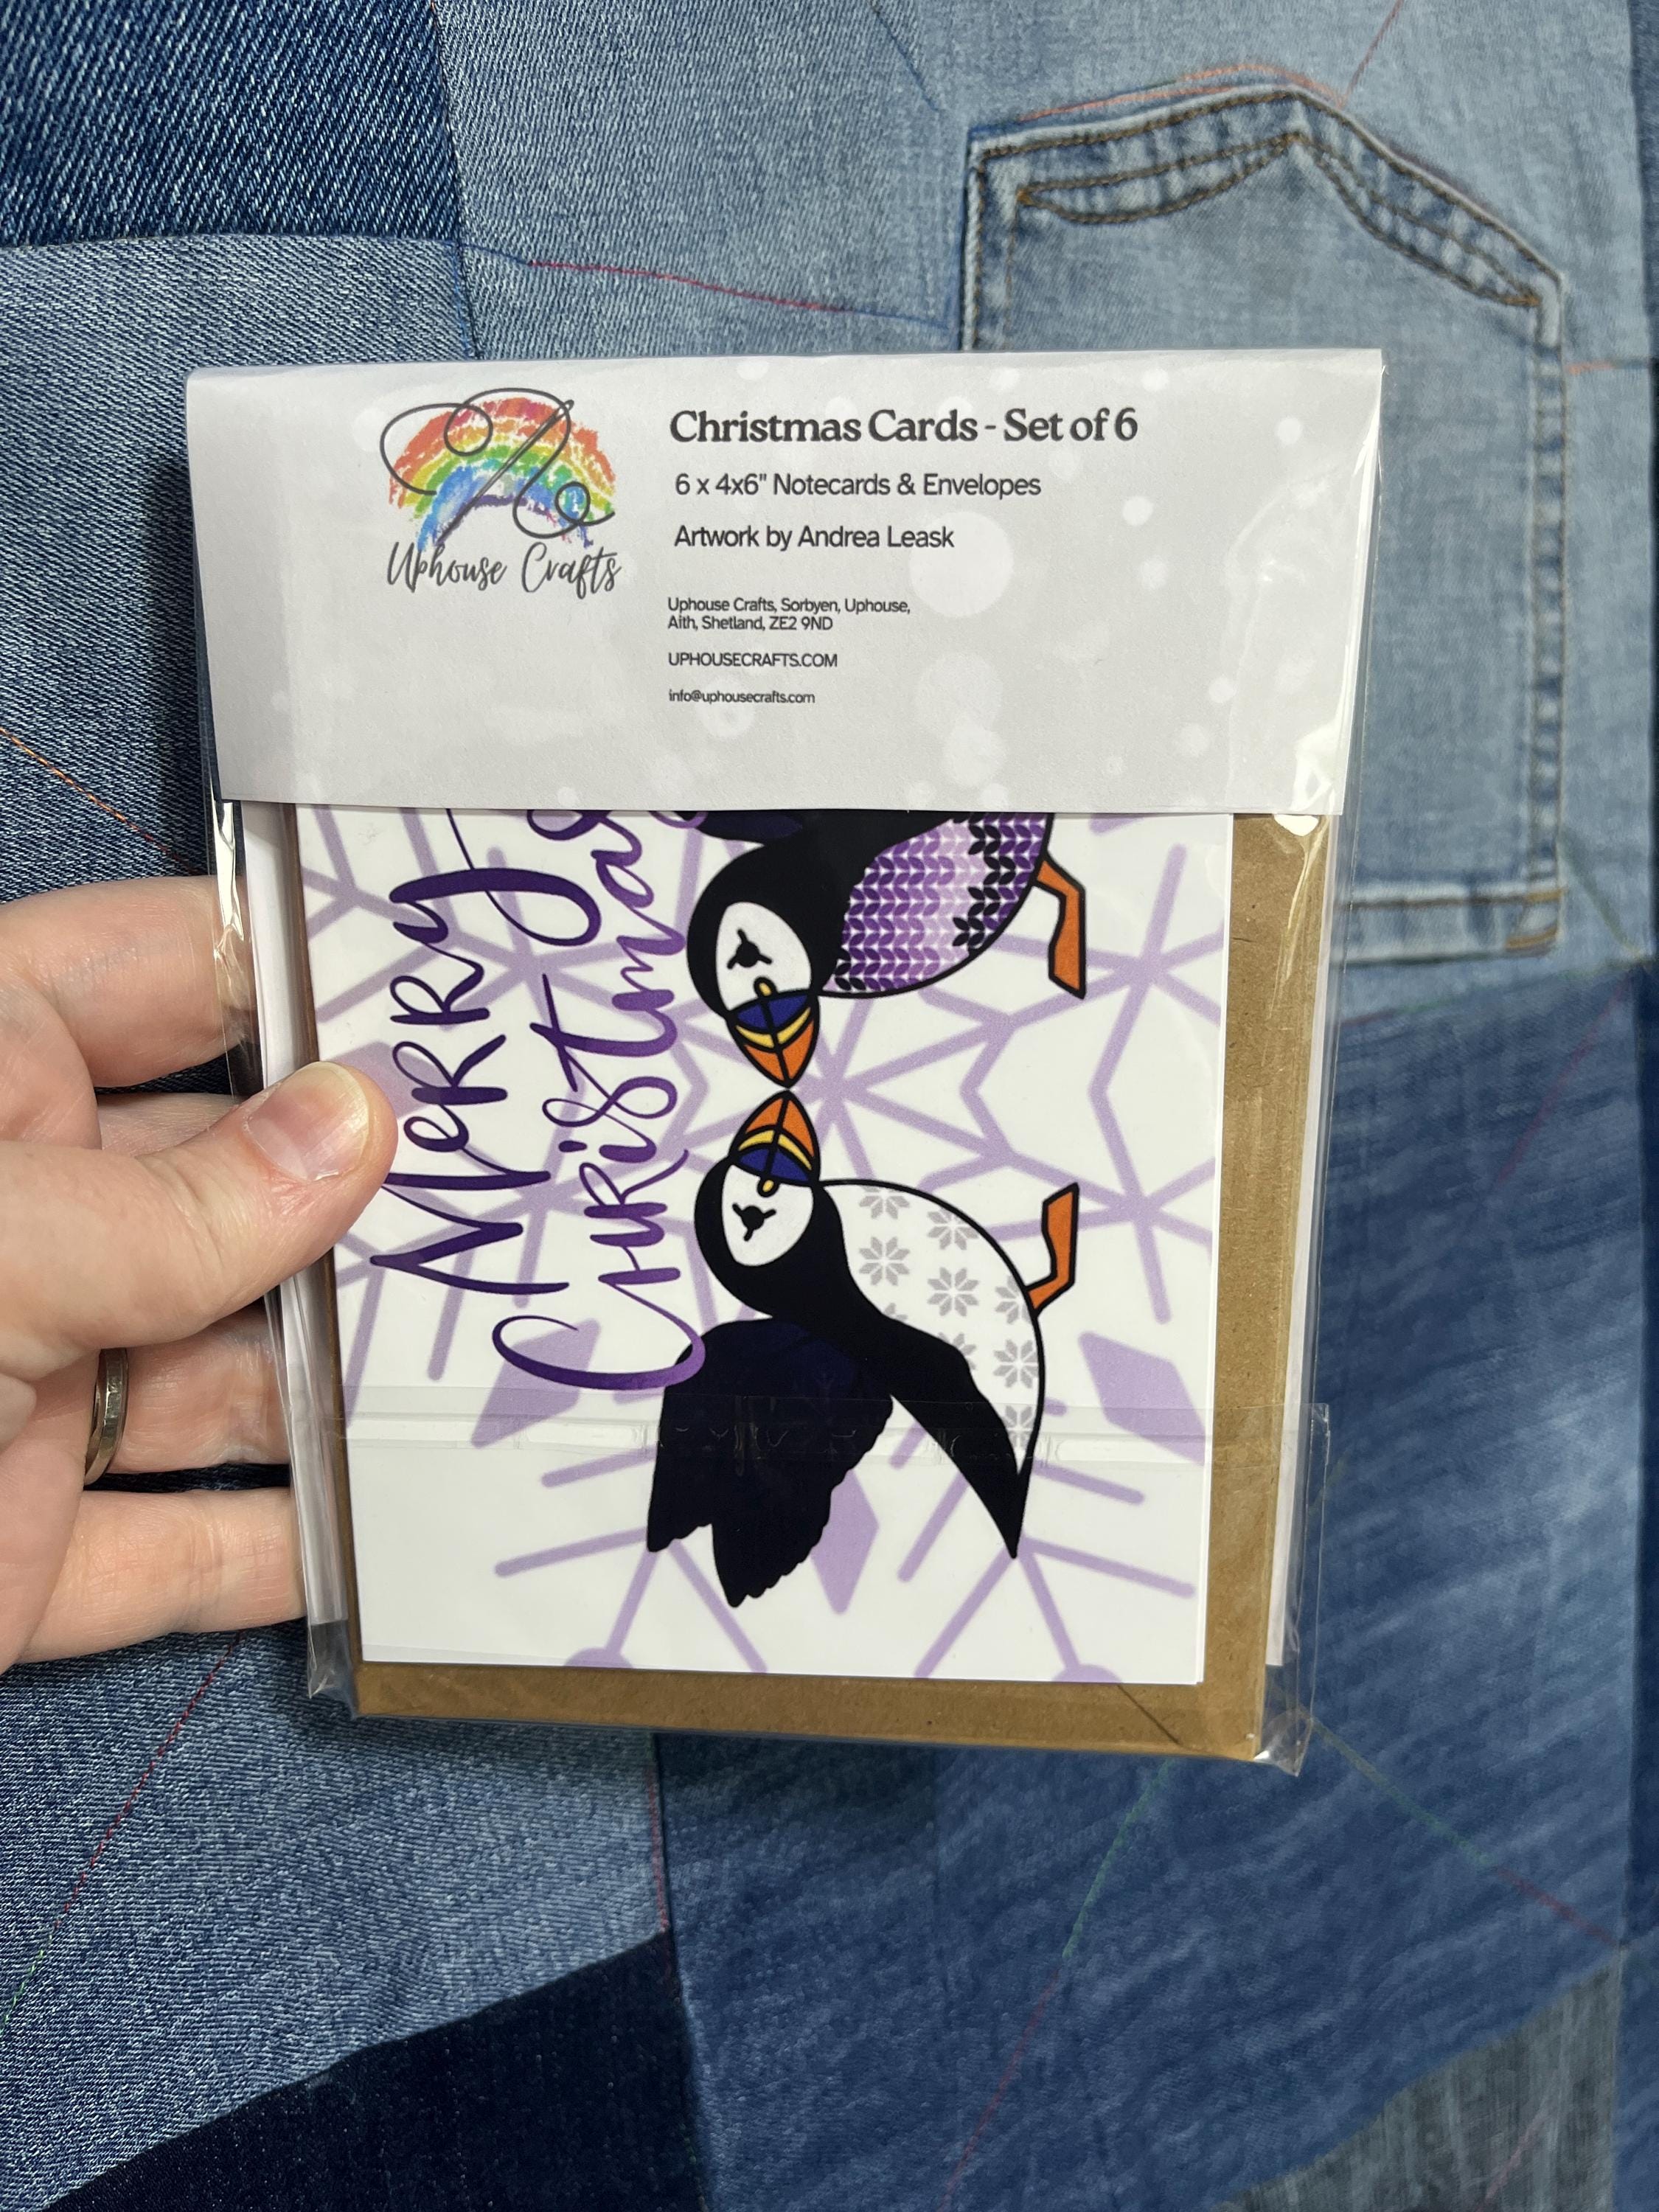 Uphouse Crafts
Christmas Cards - Set of 6
6 x 4x6" Notecards & Envelopes
Artwork by Andrea Leask
Uphouse Crafts, Sorbyen, Uphouse,
Aith, Shetland, ZE2 9ND
UPHOUSECRAFTS.COM
info@uphousecrafts.com
Merry
Christmas